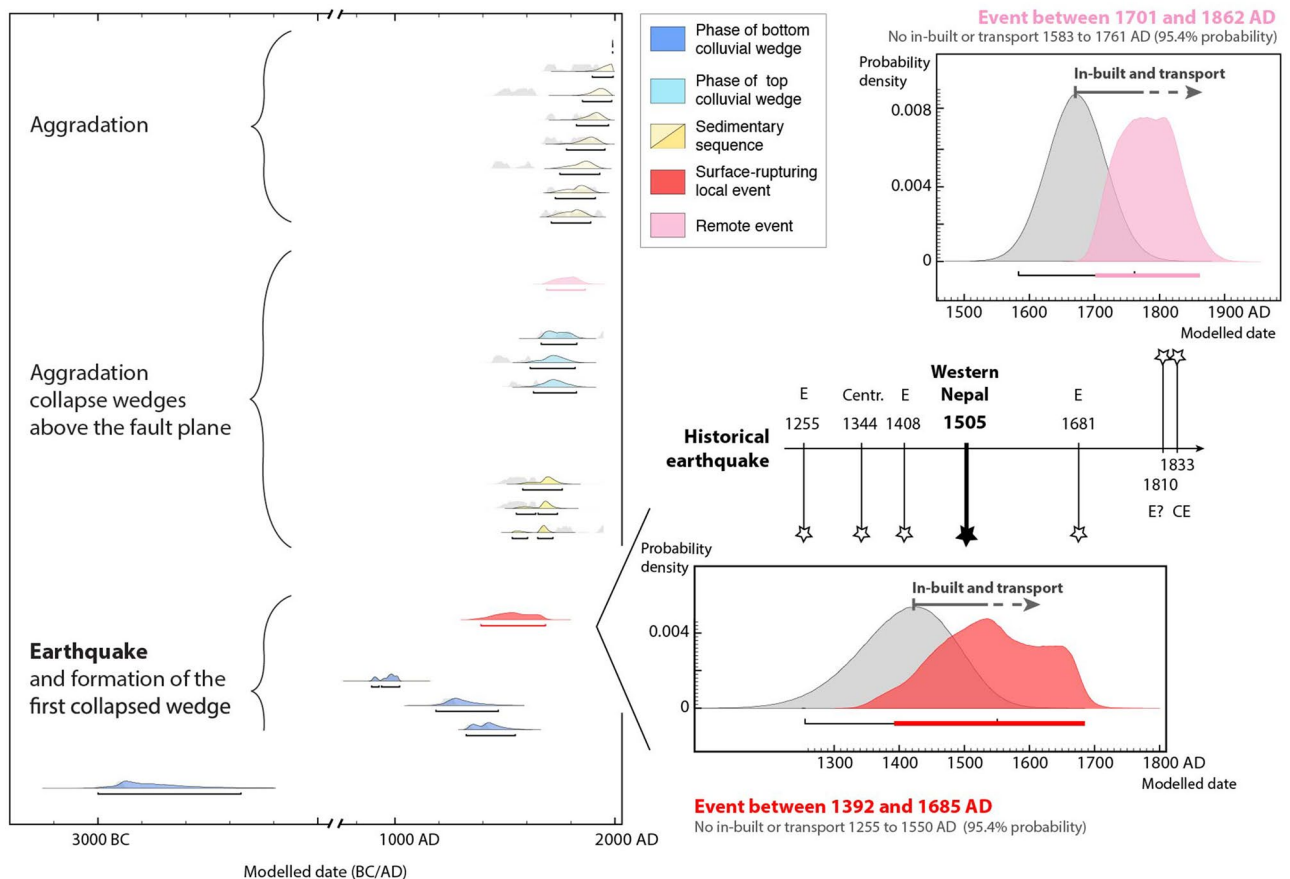 Aggradation
Aggradation
collapse wedges
above the fault plane
Earthquake
and formation of the
first collapsed wedge
3000 BC
1000 AD
2000 AD
Modelled date (BC/AD)
Phase of bottom
colluvial wedge
Phase of top
colluvial wedge
Sedimentary
sequence
Surface-rupturing
local event
Remote event
Event between 1701 and 1862 AD
No in-built or transport 1583 to 1761 AD (95.4% probability)
Probability
density
In-built and transport
0.008
0.004
0
1500
1600
1700
1800
1900 AD
Modelled date
Historical
earthquake
E
1255
Centr.
1344
E
1408
Western
Nepal
1505
E
1681
1833
1810
E?
CE
Probability
density
In-built and transport
0.004
0
1300
1400
1500
1600
1700
1800 AD
Modelled date
Event between 1392 and 1685 AD
No in-built or transport 1255 to 1550 AD (95.4% probability)